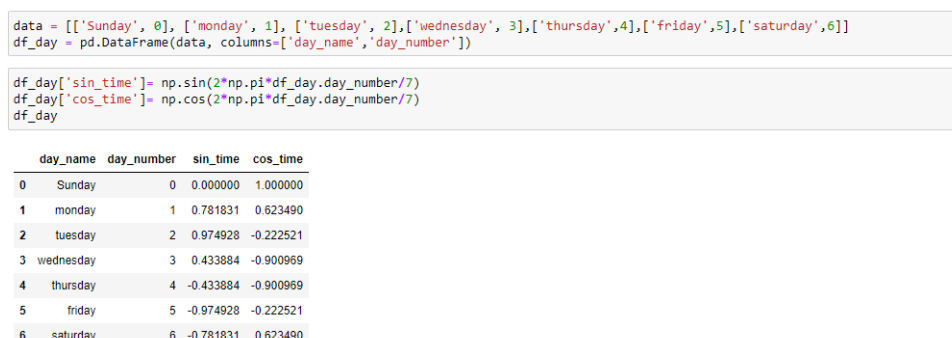 data = [['Sunday', 0], ['monday', 1], ['tuesday', 2],['wednesday', 3],['thursday',4],['friday',5],['saturday',6]]
df_day = pd.DataFrame(data, columns=['day_name','day_number'])
df_day['sin_time']= np.sin(2*np.pi*df_day.day_number/7)
df_day['cos_time']= np.cos(2*np.pi*df_day.day_number/7)
df_day
day_name day_number sin_time cos_time
0 Sunday 0 0.000000 1.000000
1 monday 1 0.781831 0.623490
2 tuesday 2 0.974928 -0.222521
3 wednesday 3 0.433884 -0.900969
4 thursday 4 -0.433884 -0.900969
5 friday 5 -0.974928 -0.222521
6 saturday 6 -0.781831 0.623490